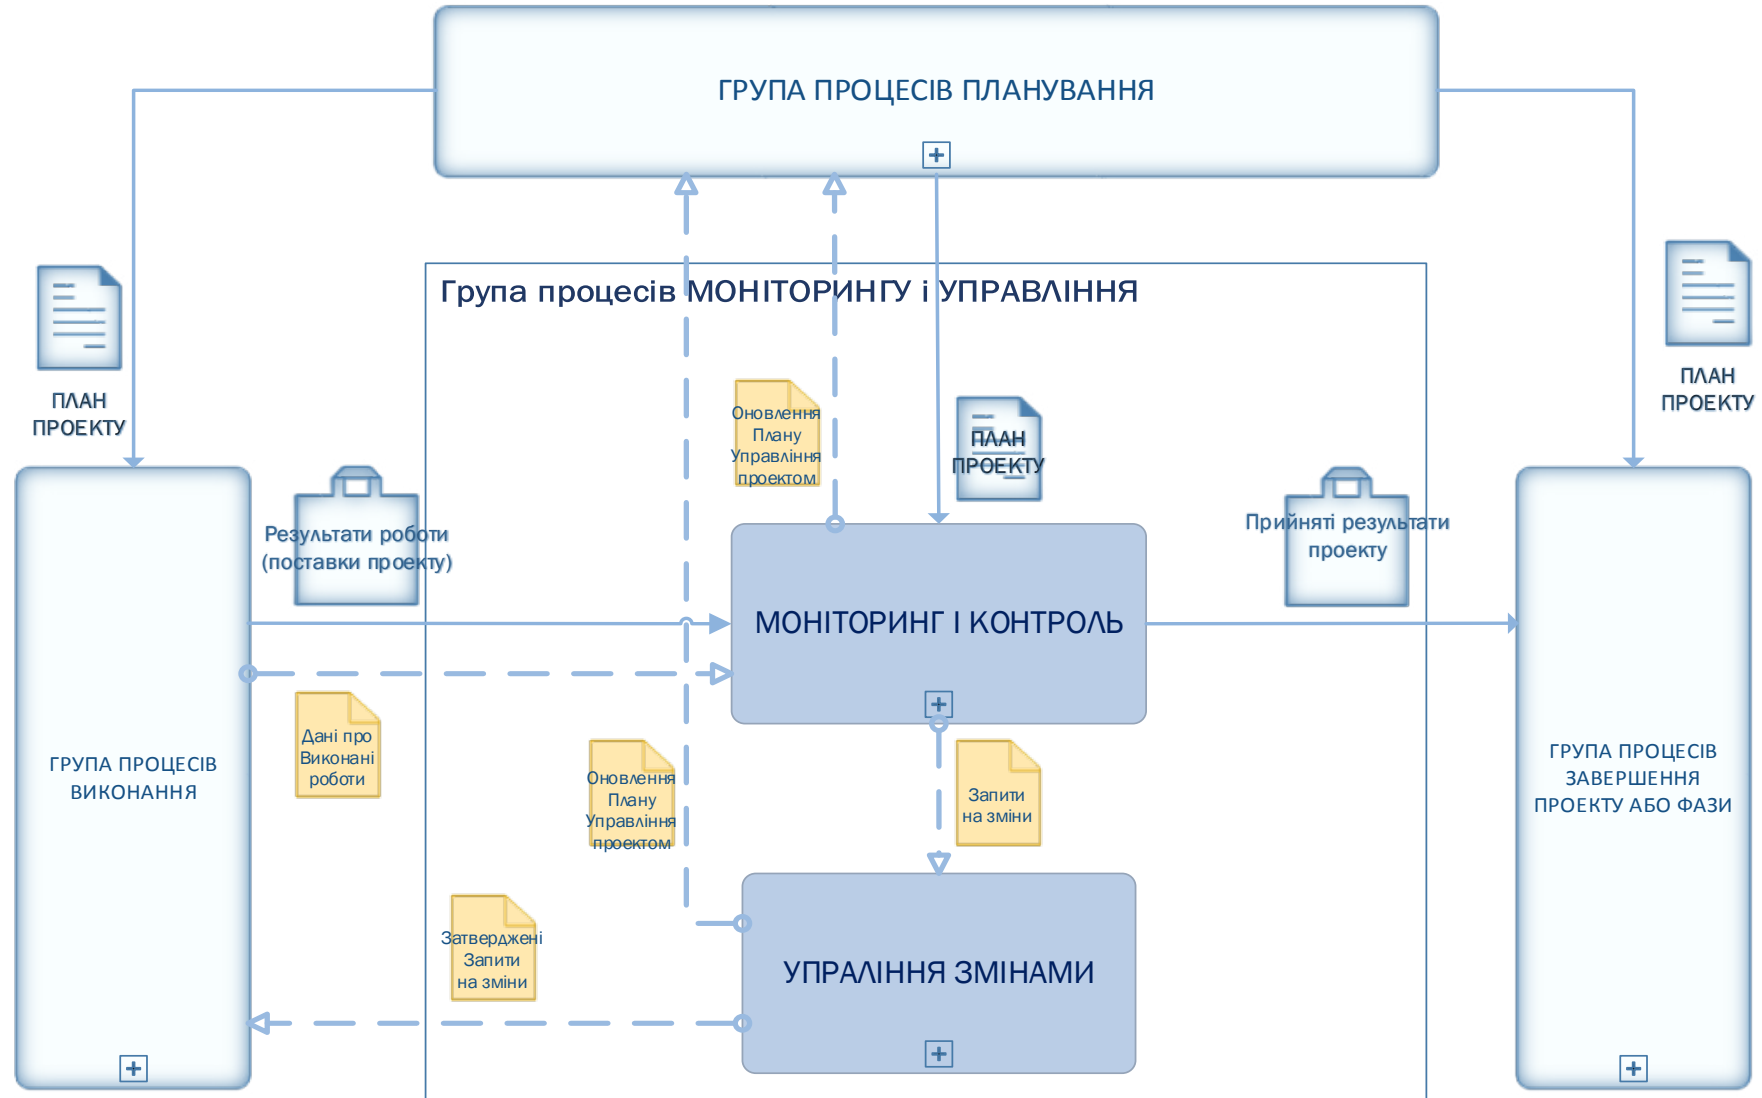 ГРУПА ПРОЦЕСІВ ПЛАНУВАННЯ
Група процесів МОНІТОРИНГУ і УПРАВЛІННЯ
ПЛАН
ПРОЕКТУ
ПЛАН
ПРОЕКТУ
Оновлення
Плану
Управління
проектом
ПЛАН
ПРОЕКТУ
Результати роботи
(поставки проекту)
Прийняті результати
проекту
МОНІТОРИНГ І КОНТРОЛЬ
Дані про
Виконані
роботи
ГРУПА ПРОЦЕСІВ
ВИКОНАННЯ
Оновлення
Плану
Управління
проектом
Запити
на зміни
ГРУПА ПРОЦЕСІВ
ЗАВЕРШЕННЯ
ПРОЕКТУ АБО ФАЗИ
Затверджені
Запити
на зміни
УПРАЛІННЯ ЗМІНАМИ